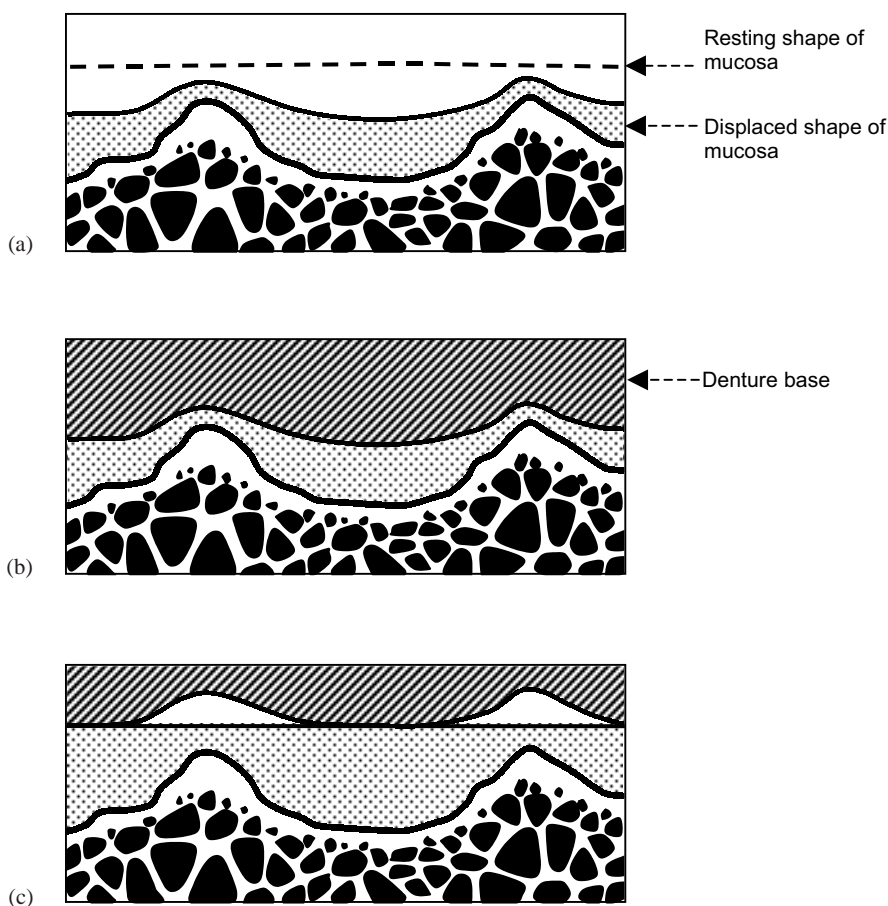 Resting shape of
mucosa
Displaced shape of
mucosa
(a)
Denture base
(b)
(c)